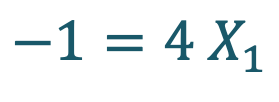 −1 = 4 X₁